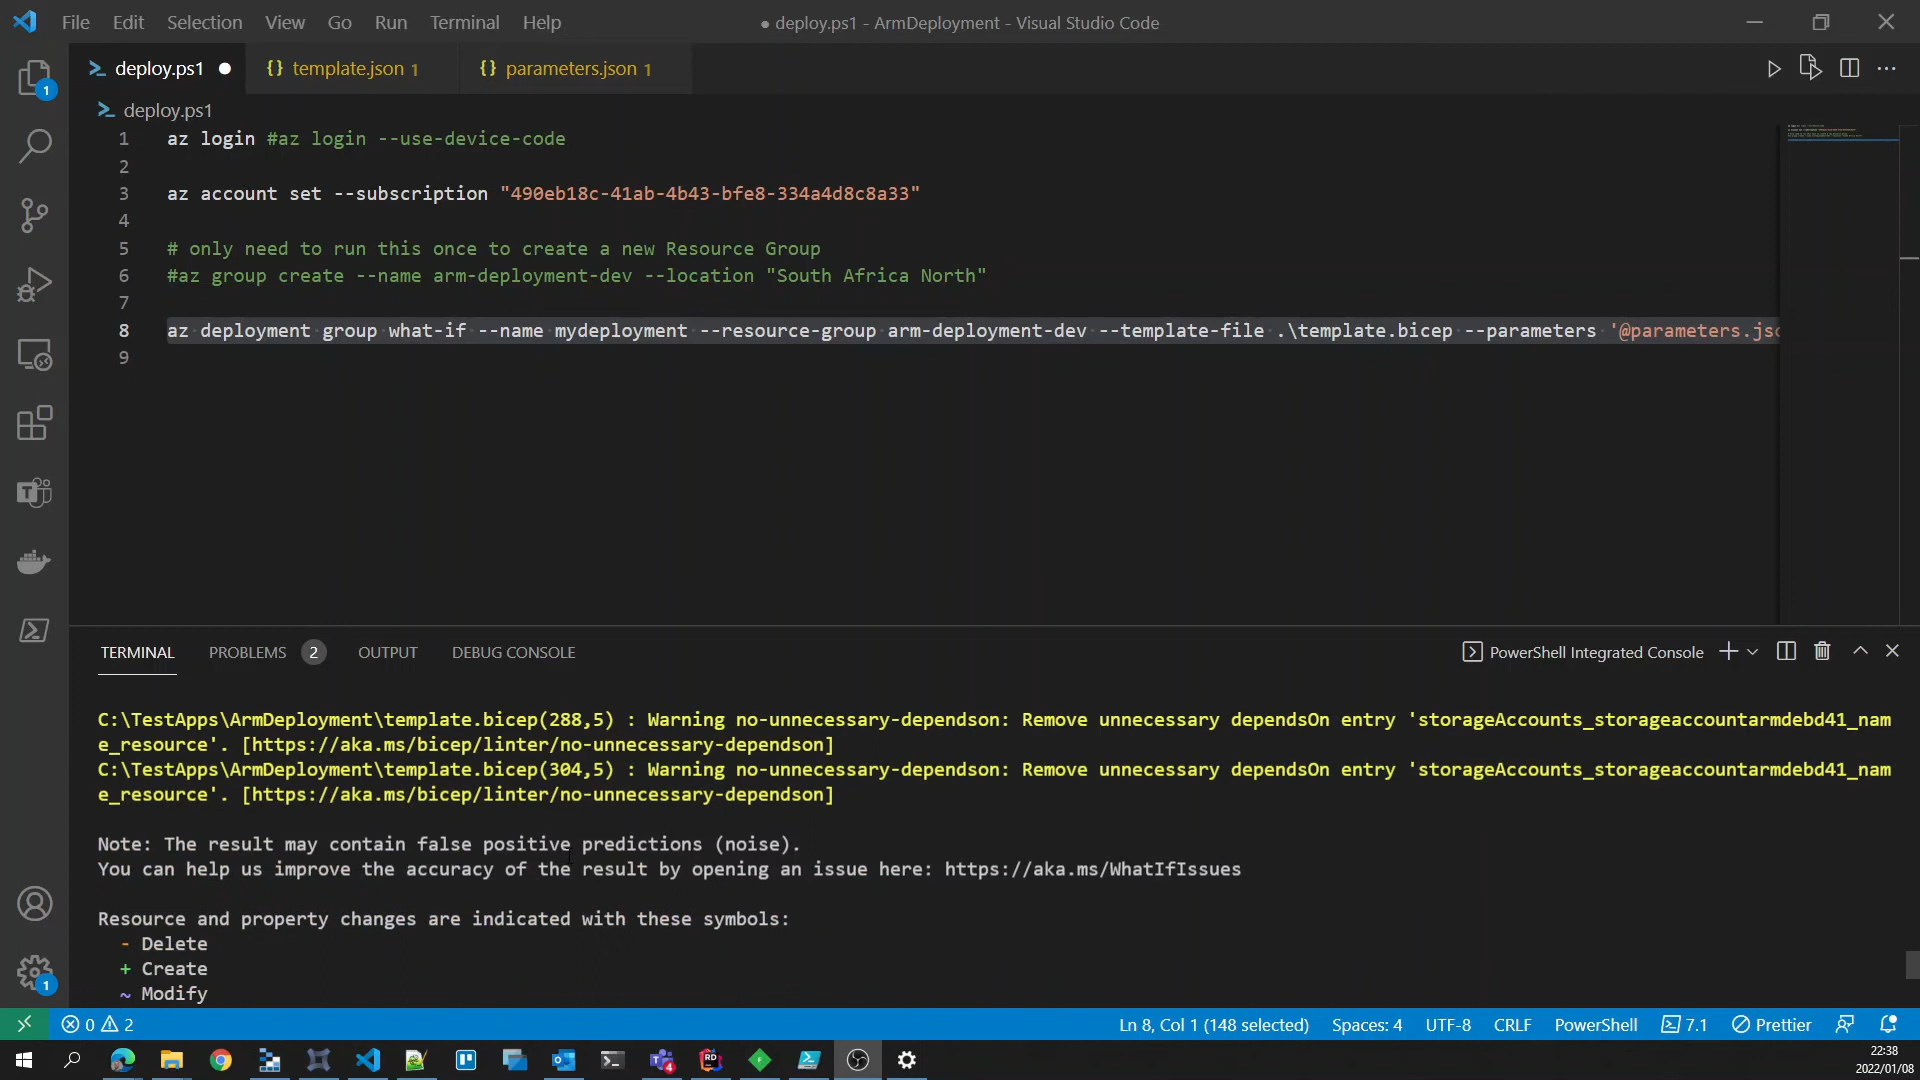 File Edit Selection View Go Run Terminal Help
● deploy.ps1 - ArmDeployment - Visual Studio Code
deploy.ps1 ●
{} template.json 1
{} parameters.json 1
deploy.ps1
1 az login #az login --use-device-code
2
3 az account set --subscription "490eb18c-41ab-4b43-bfe8-334a4d8c8a33"
4
5 # only need to run this once to create a new Resource Group
6 #az group create --name arm-deployment-dev --location "South Africa North"
7
8 az deployment group what-if --name mydeployment --resource-group arm-deployment-dev --template-file .\template.bicep --parameters '@parameters.jso
9
TERMINAL PROBLEMS 2 OUTPUT DEBUG CONSOLE
PowerShell Integrated Console
C:\TestApps\ArmDeployment\template.bicep(288,5) : Warning no-unnecessary-dependson: Remove unnecessary dependsOn entry 'storageAccounts_storageaccountarmdebd41_nam
e_resource'. [https://aka.ms/bicep/linter/no-unnecessary-dependson]
C:\TestApps\ArmDeployment\template.bicep(304,5) : Warning no-unnecessary-dependson: Remove unnecessary dependsOn entry 'storageAccounts_storageaccountarmdebd41_nam
e_resource'. [https://aka.ms/bicep/linter/no-unnecessary-dependson]
Note: The result may contain false positive predictions (noise).
You can help us improve the accuracy of the result by opening an issue here: https://aka.ms/WhatIfIssues
Resource and property changes are indicated with these symbols:
- Delete
+ Create
~ Modify
0 2
Ln 8, Col 1 (148 selected) Spaces: 4 UTF-8 CRLF PowerShell 7.1 Prettier
22:38
2022/01/08